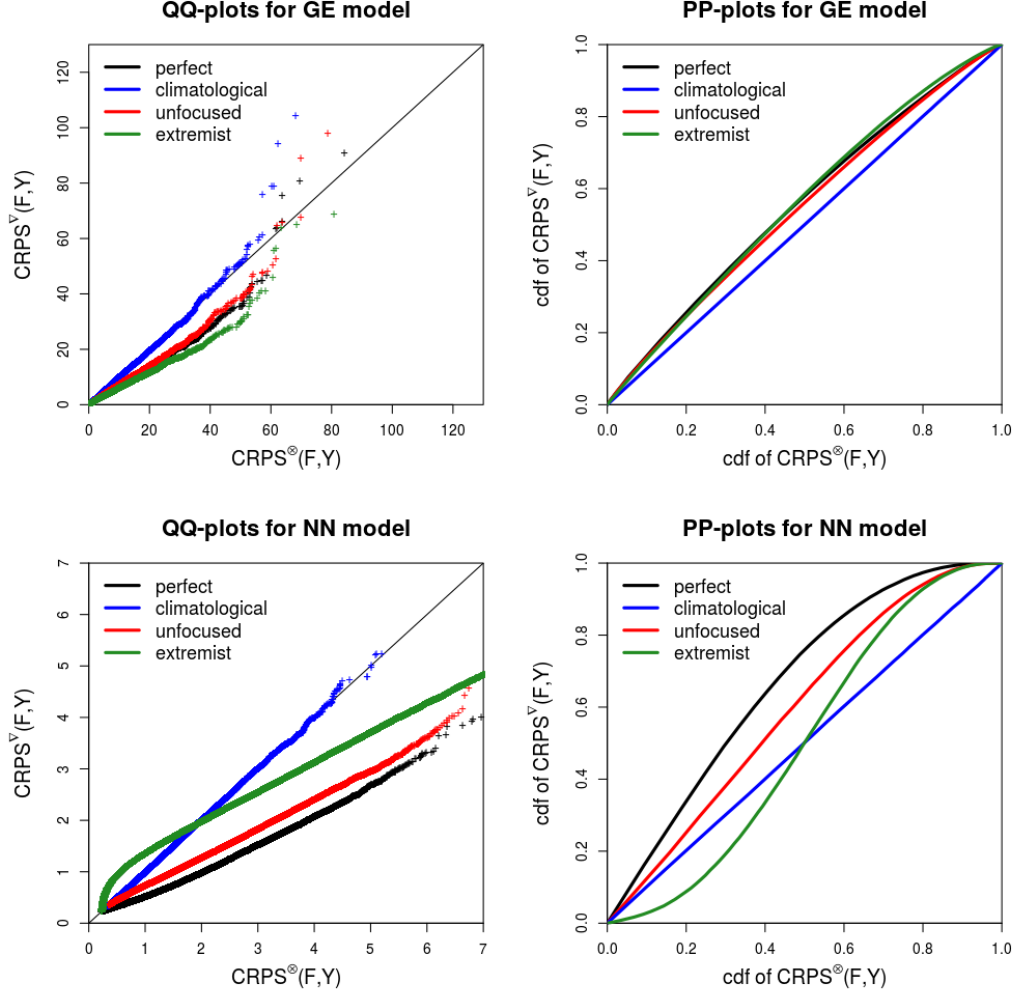 QQ-plots for GE model
CRPS∇(F,Y)
120
100
80
60
40
20
0
perfect
climatological
unfocused
extremist
0 20 40 60 80 100 120
CRPS⊗(F,Y)
PP-plots for GE model
cdf of CRPS∇(F,Y)
1.0
0.8
0.6
0.4
0.2
0.0
perfect
climatological
unfocused
extremist
0.0 0.2 0.4 0.6 0.8 1.0
cdf of CRPS⊗(F,Y)
QQ-plots for NN model
CRPS∇(F,Y)
7
6
5
4
3
2
1
0
perfect
climatological
unfocused
extremist
0 1 2 3 4 5 6 7
CRPS⊗(F,Y)
PP-plots for NN model
cdf of CRPS∇(F,Y)
1.0
0.8
0.6
0.4
0.2
0.0
perfect
climatological
unfocused
extremist
0.0 0.2 0.4 0.6 0.8 1.0
cdf of CRPS⊗(F,Y)